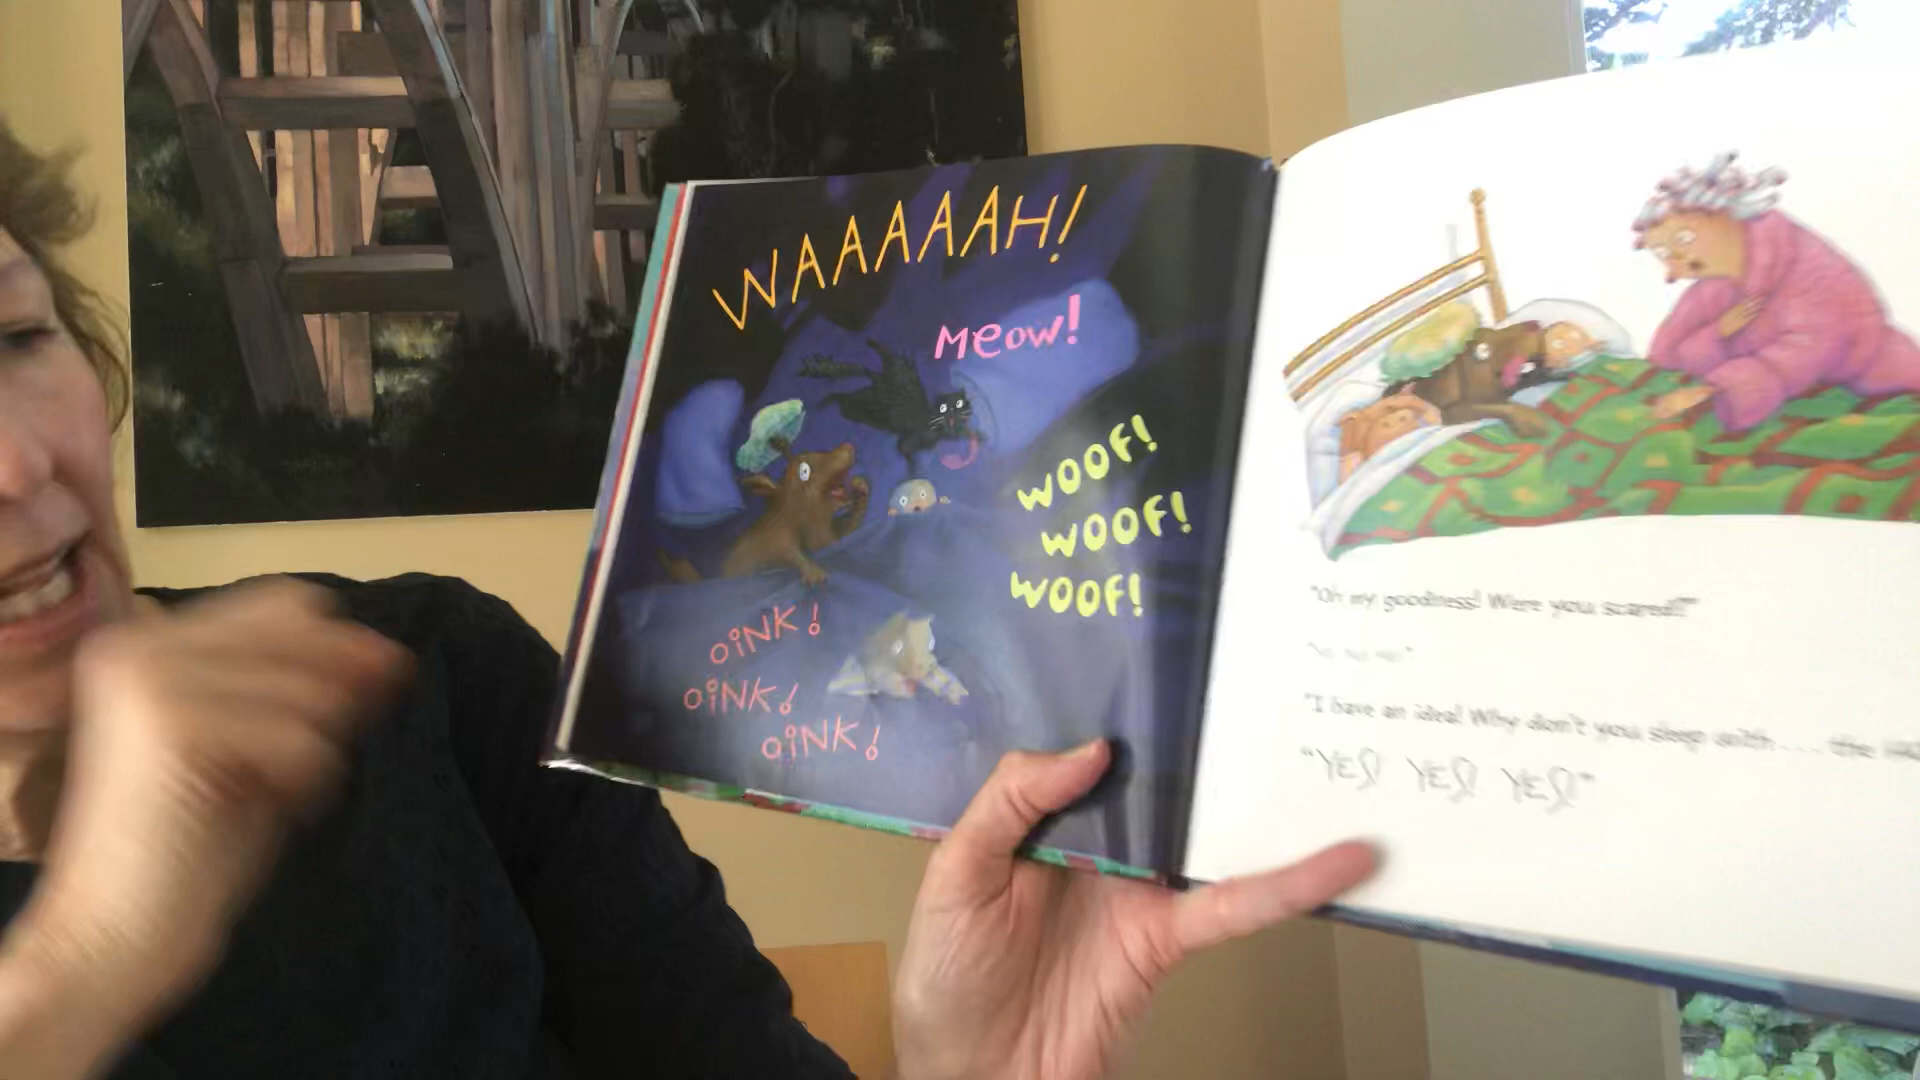 WAAAAAH!
Meow!
WOOF!
WOOF!
WOOF!
OiNK!
OiNK!
OiNK!
"Oh my goodness! Were you scared?"
"I have an idea! Why don't you sleep with . . . the
"YES! YES! YES!"